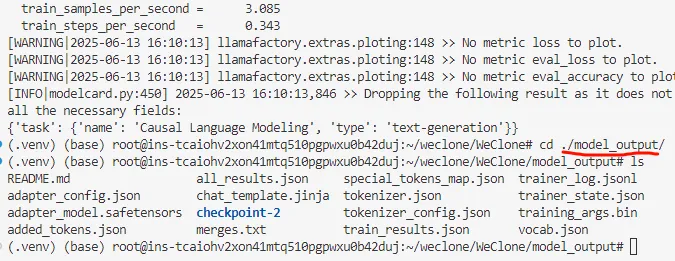 train_samples_per_second = 3.085
train_steps_per_second = 0.343
[WARNING|2025-06-13 16:10:13] llamafactory.extras.ploting:148 >> No metric loss to plot.
[WARNING|2025-06-13 16:10:13] llamafactory.extras.ploting:148 >> No metric eval_loss to plot.
[WARNING|2025-06-13 16:10:13] llamafactory.extras.ploting:148 >> No metric eval_accuracy to plot
[INFO|modelcard.py:450] 2025-06-13 16:10:13,846 >> Dropping the following result as it does not
all the necessary fields:
{'task': {'name': 'Causal Language Modeling', 'type': 'text-generation'}}
(.venv) (base) root@ins-tcaiohv2xon41mtq510pgpwxu0b42duj:~/weclone/WeClone# cd ./model_output/
(.venv) (base) root@ins-tcaiohv2xon41mtq510pgpwxu0b42duj:~/weclone/WeClone/model_output# ls
README.md all_results.json special_tokens_map.json trainer_log.jsonl
adapter_config.json chat_template.jinja tokenizer.json trainer_state.json
adapter_model.safetensors checkpoint-2 tokenizer_config.json training_args.bin
added_tokens.json merges.txt train_results.json vocab.json
(.venv) (base) root@ins-tcaiohv2xon41mtq510pgpwxu0b42duj:~/weclone/WeClone/model_output#